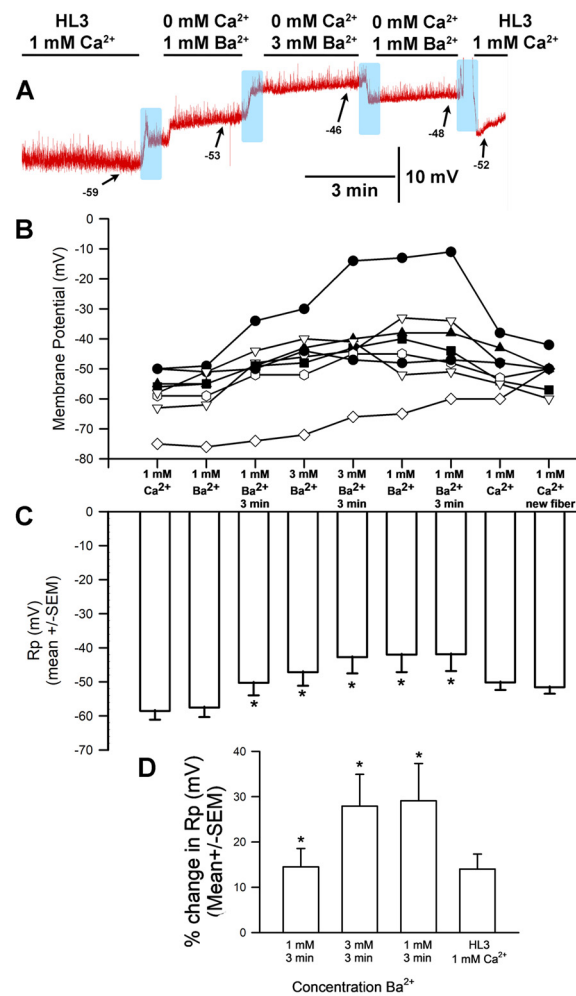 HL3 0 mM Ca²⁺ 0 mM Ca²⁺ 0 mM Ca²⁺ HL3
1 mM Ca²⁺ 1 mM Ba²⁺ 3 mM Ba²⁺ 1 mM Ba²⁺ 1 mM Ca²⁺
A
-59
-53
-46
-48
-52
3 min
10 mV
B
Membrane Potential (mV)
0
-10
-20
-30
-40
-50
-60
-70
-80
1 mM 1 mM 1 mM 3 mM 3 mM 1 mM 1 mM 1 mM 1 mM
Ca²⁺ Ba²⁺ Ba²⁺ Ba²⁺ Ba²⁺ Ba²⁺ Ba²⁺ Ca²⁺ Ca²⁺
3 min 3 min 3 min new fiber
C
Rp (mV)
(mean +/-SEM)
0
-10
-20
-30
-40
-50
-60
-70
* * * * *
D
% change in Rp (mV)
(Mean+/-SEM)
40
30
20
10
0
* * *
1 mM 3 mM 1 mM HL3
3 min 3 min 3 min 1 mM Ca²⁺
Concentration Ba²⁺